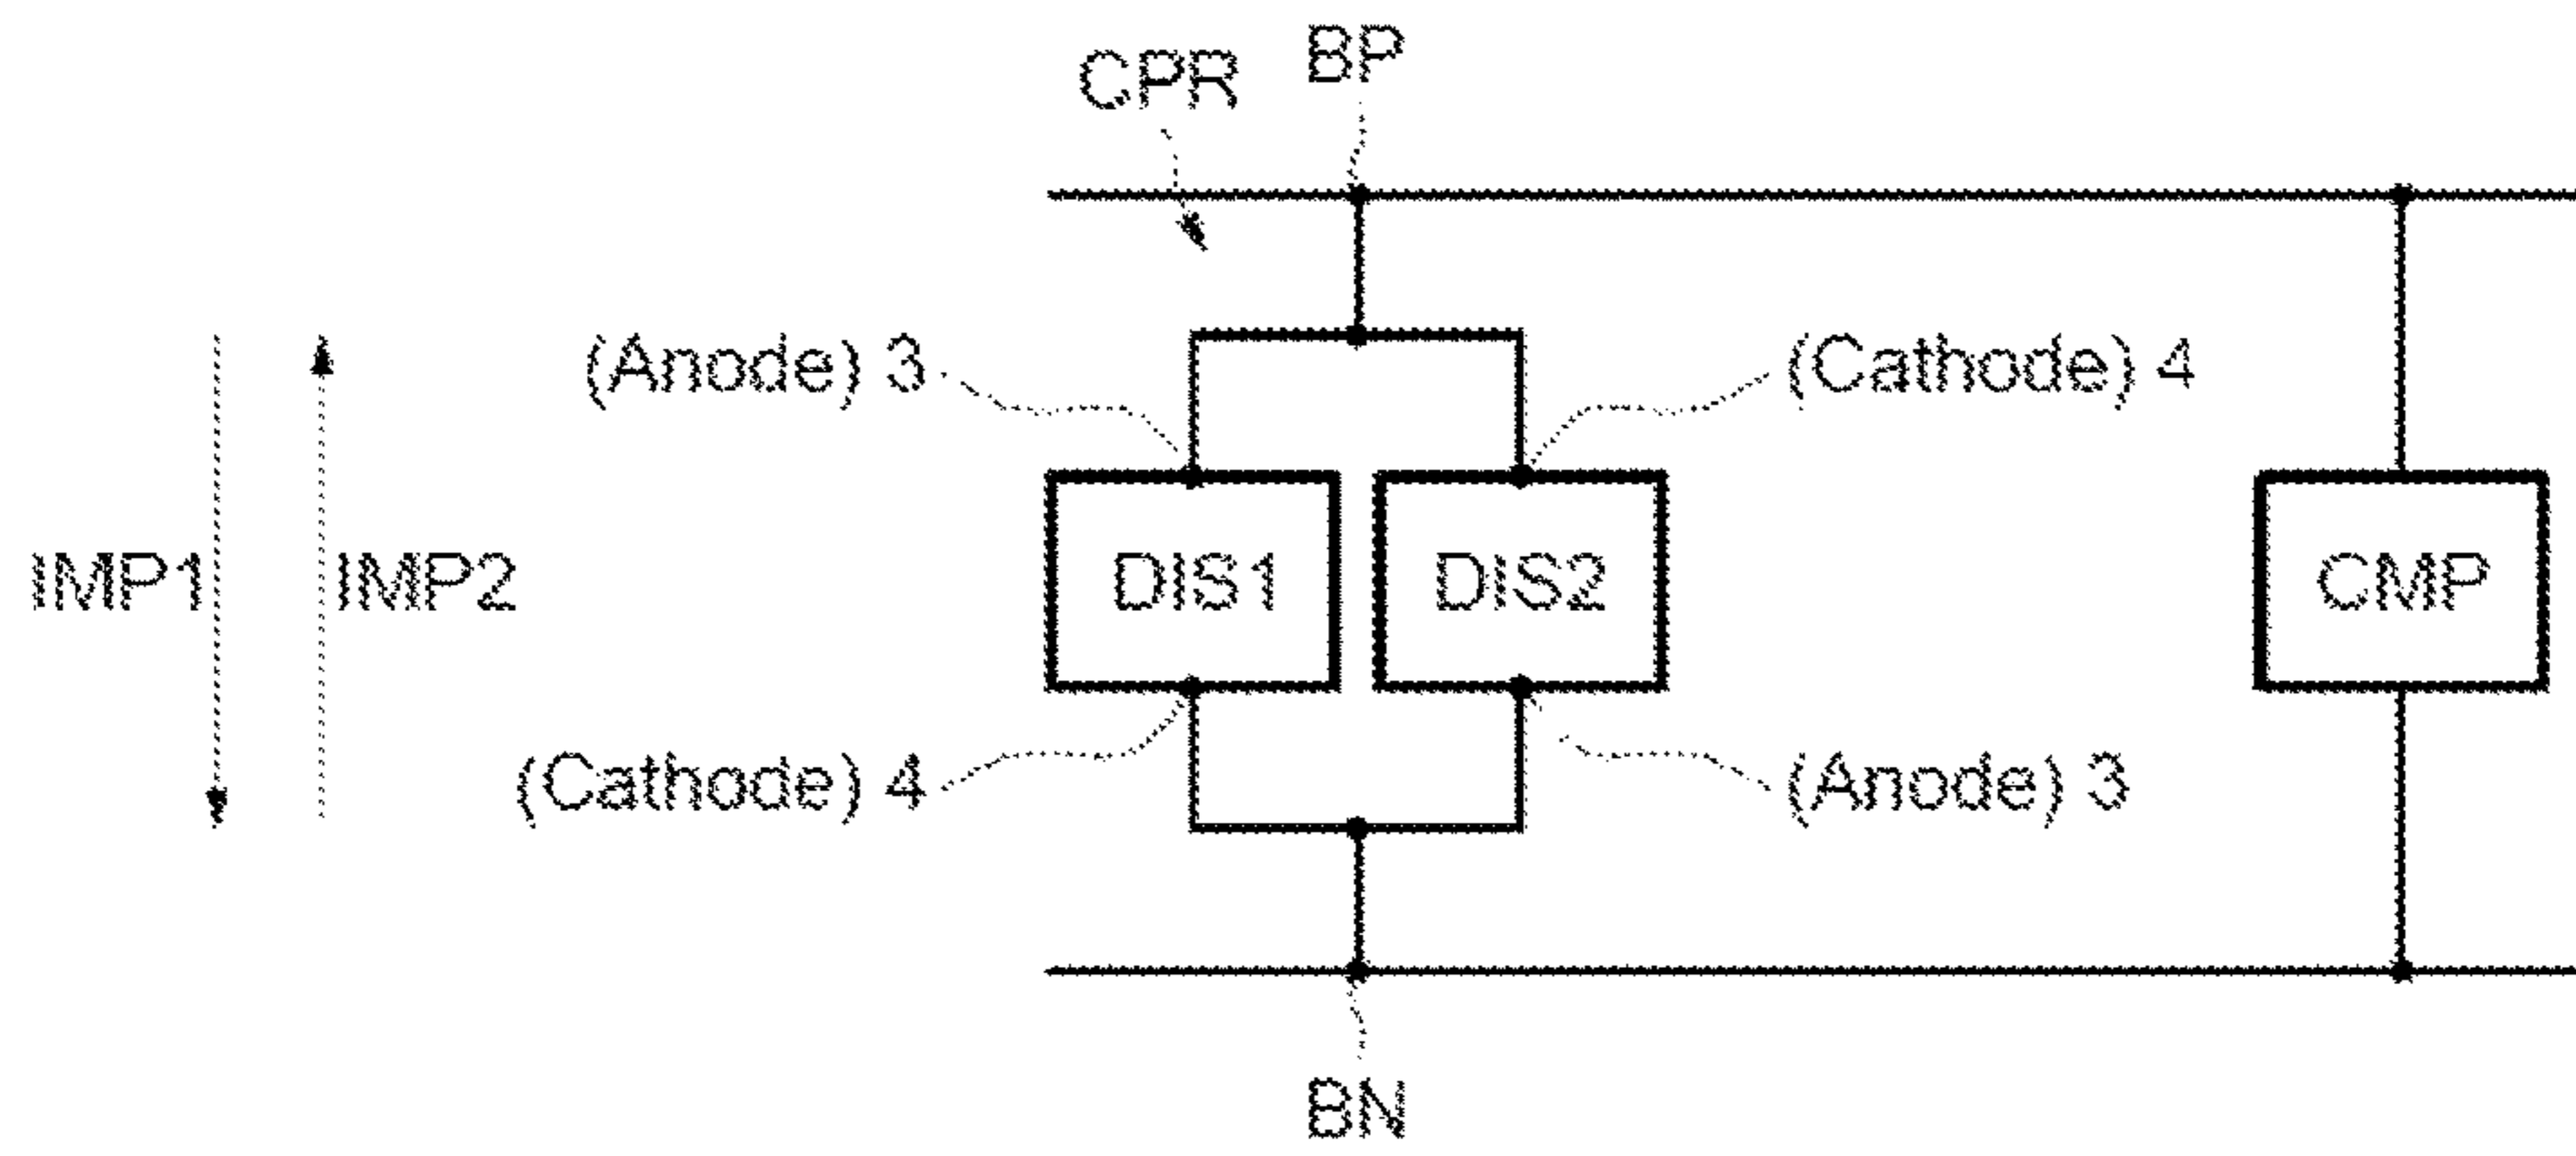 BP
CPR
(Anode) 3
(Cathode) 4
IMP1
IMP2
DIS1
DIS2
CMP
(Cathode) 4
(Anode) 3
BN